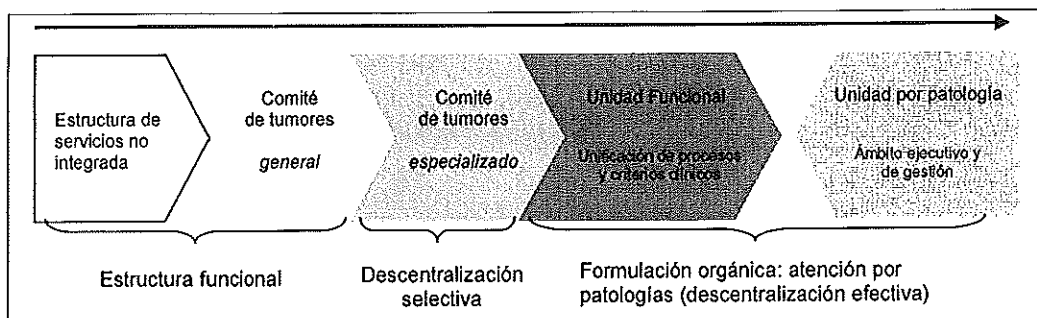 Estructura de
servicios no
integrada
Comité
de tumores
general
Comité
de tumores
especializado
Unidad Funcional
Unificación de procesos
y criterios clínicos
Unidad por patología
Ámbito ejecutivo y
de gestión
Estructura funcional
Descentralización
selectiva
Formulación orgánica: atención por
patologías (descentralización efectiva)